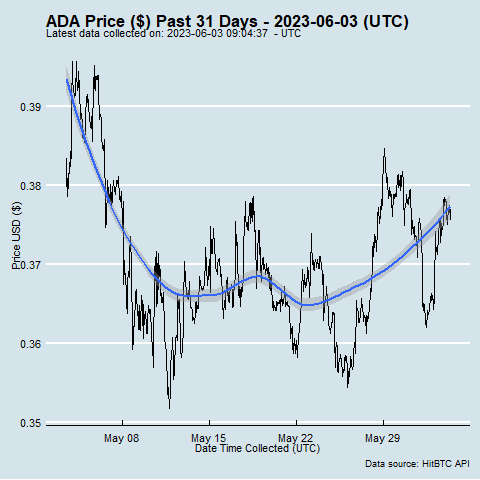 ADA Price ($) Past 31 Days - 2023-06-03 (UTC)
Latest data collected on: 2023-06-03 09:04:37 - UTC
Price USD ($)
0.39
0.38
0.37
0.36
0.35
May 08
May 15
May 22
May 29
Date Time Collected (UTC)
Data source: HitBTC API